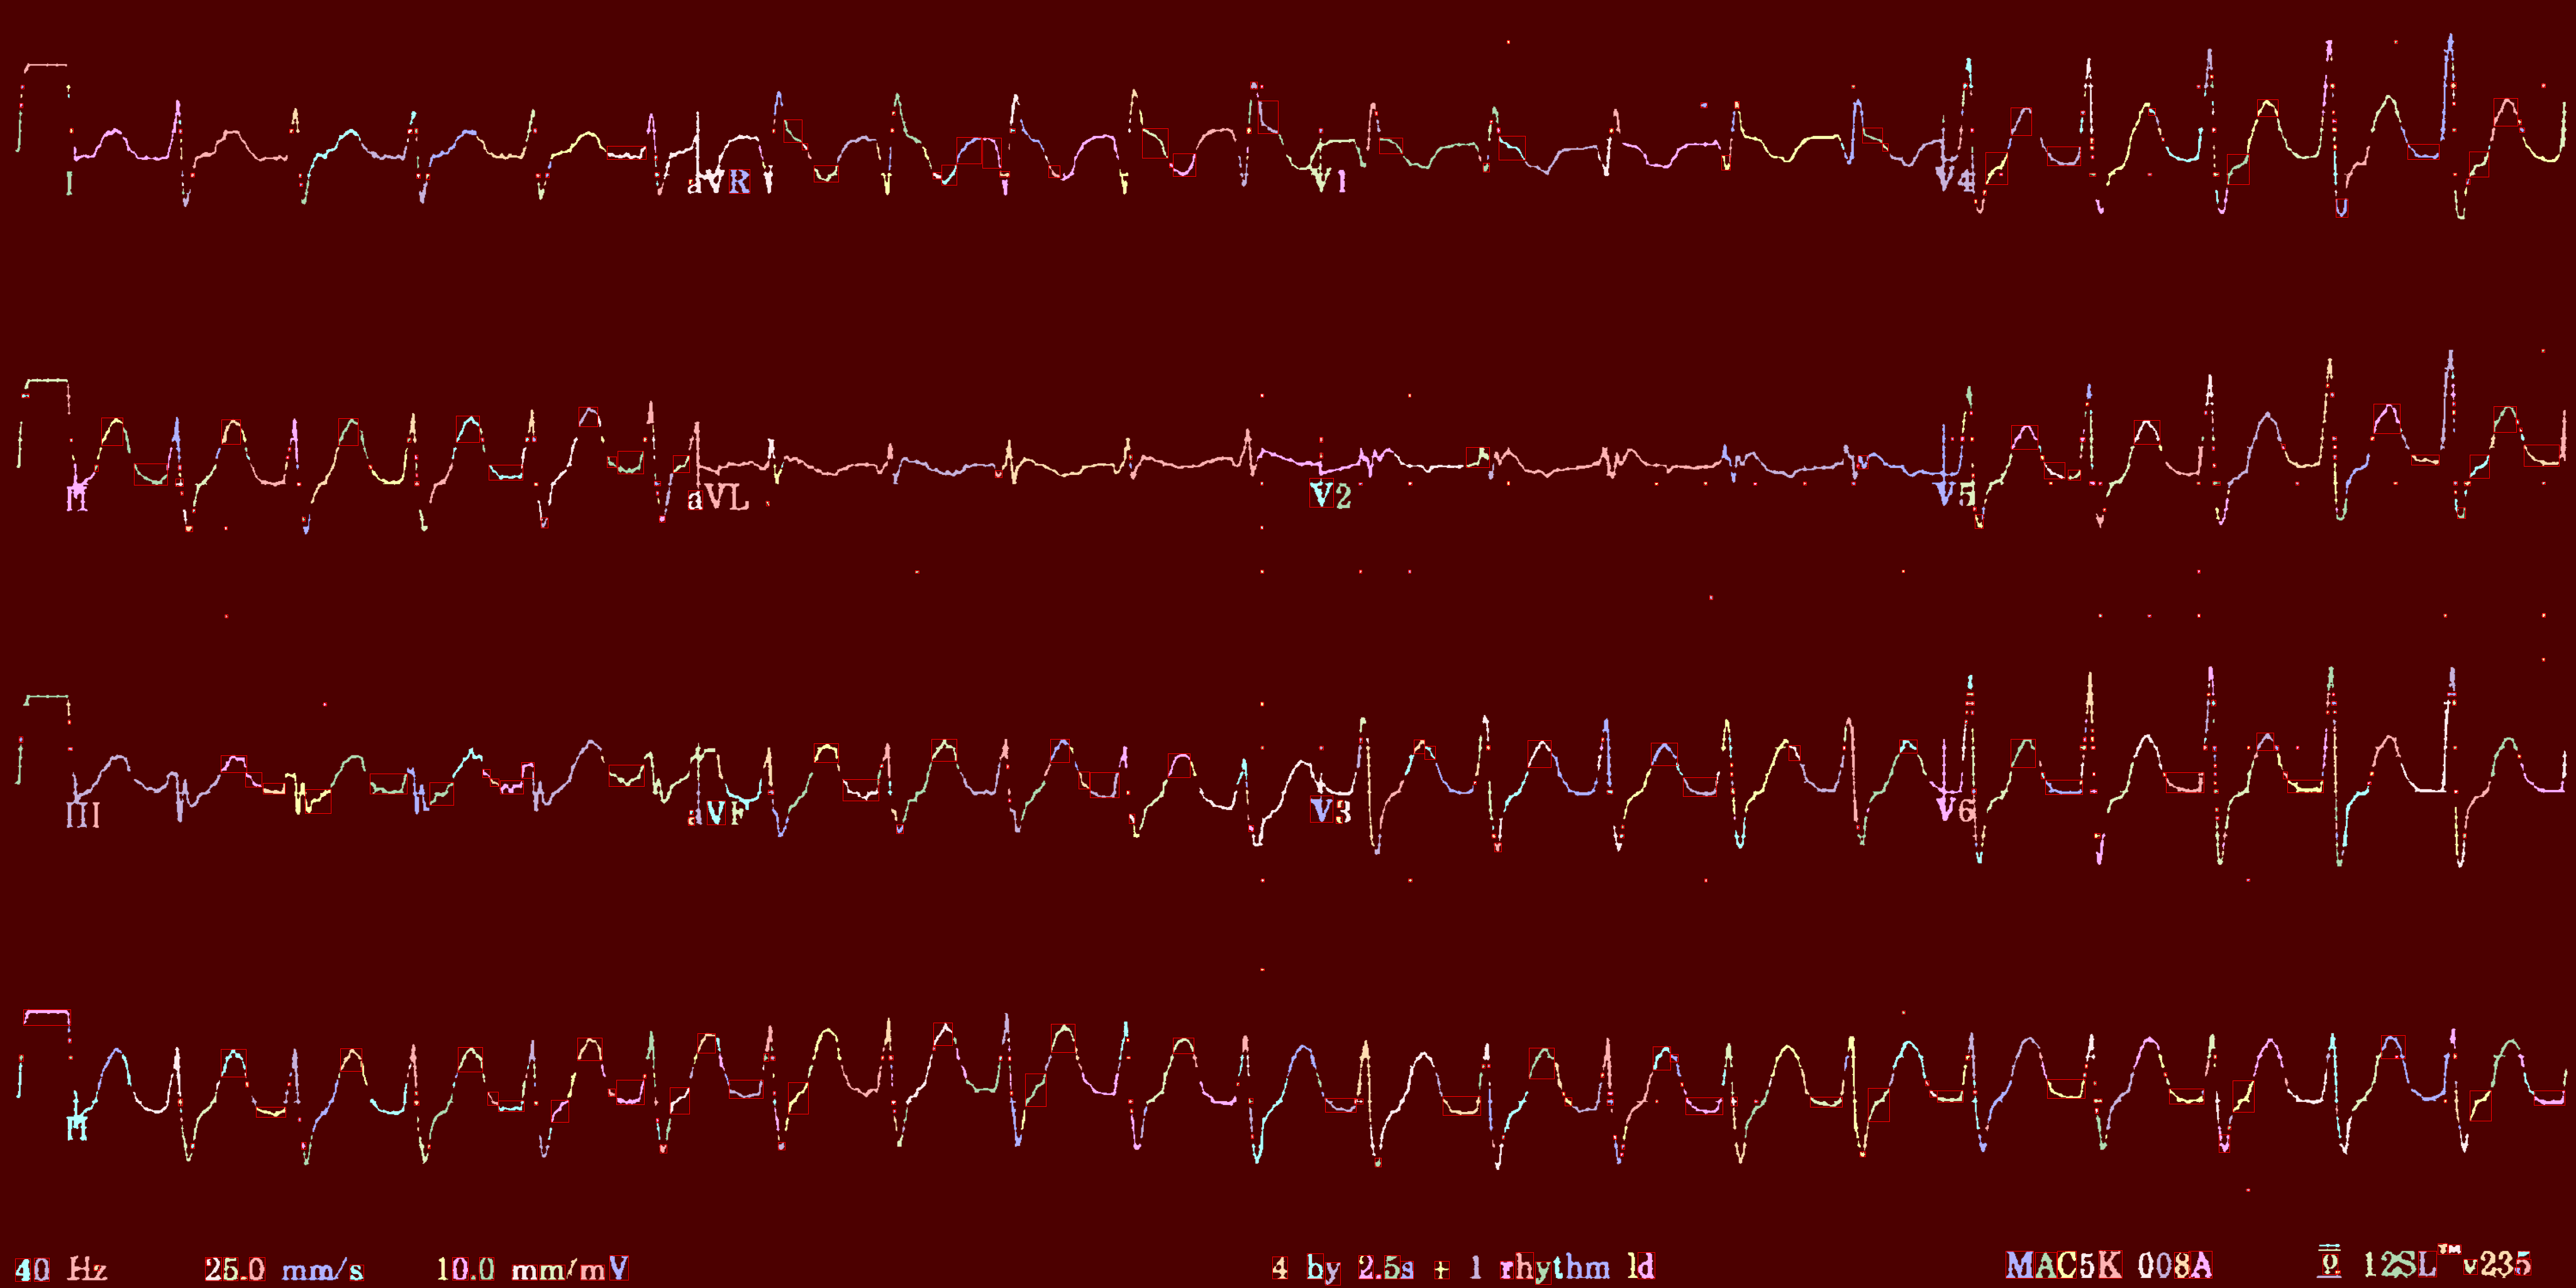 I aVR V1 V4
II aVL V2 V5
III aVF V3 V6
II
40 Hz 25.0 mm/s 10.0 mm/mV 4 by 2.5s + 1 rhythm ld MAC5K 008A 12SL™ v235